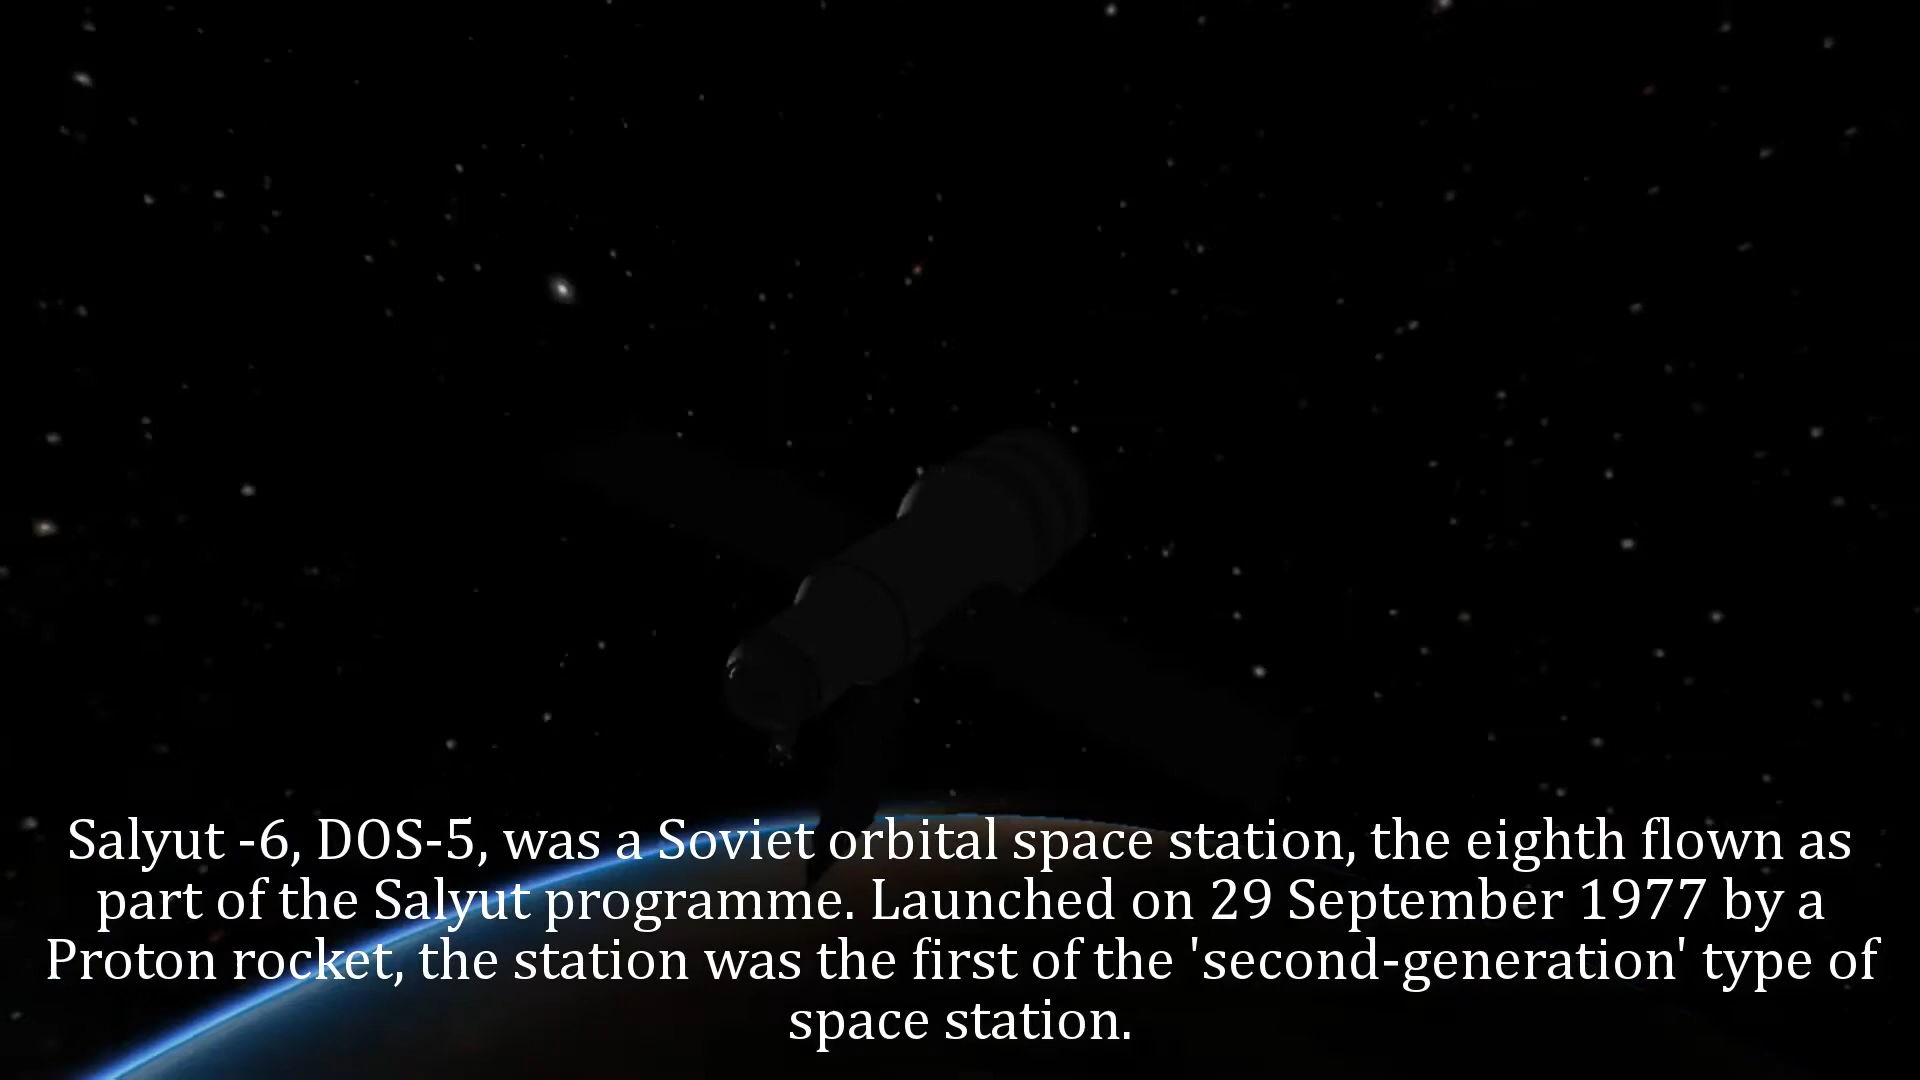 Salyut -6, DOS-5, was a Soviet orbital space station, the eighth flown as
part of the Salyut programme. Launched on 29 September 1977 by a
Proton rocket, the station was the first of the 'second-generation' type of
space station.